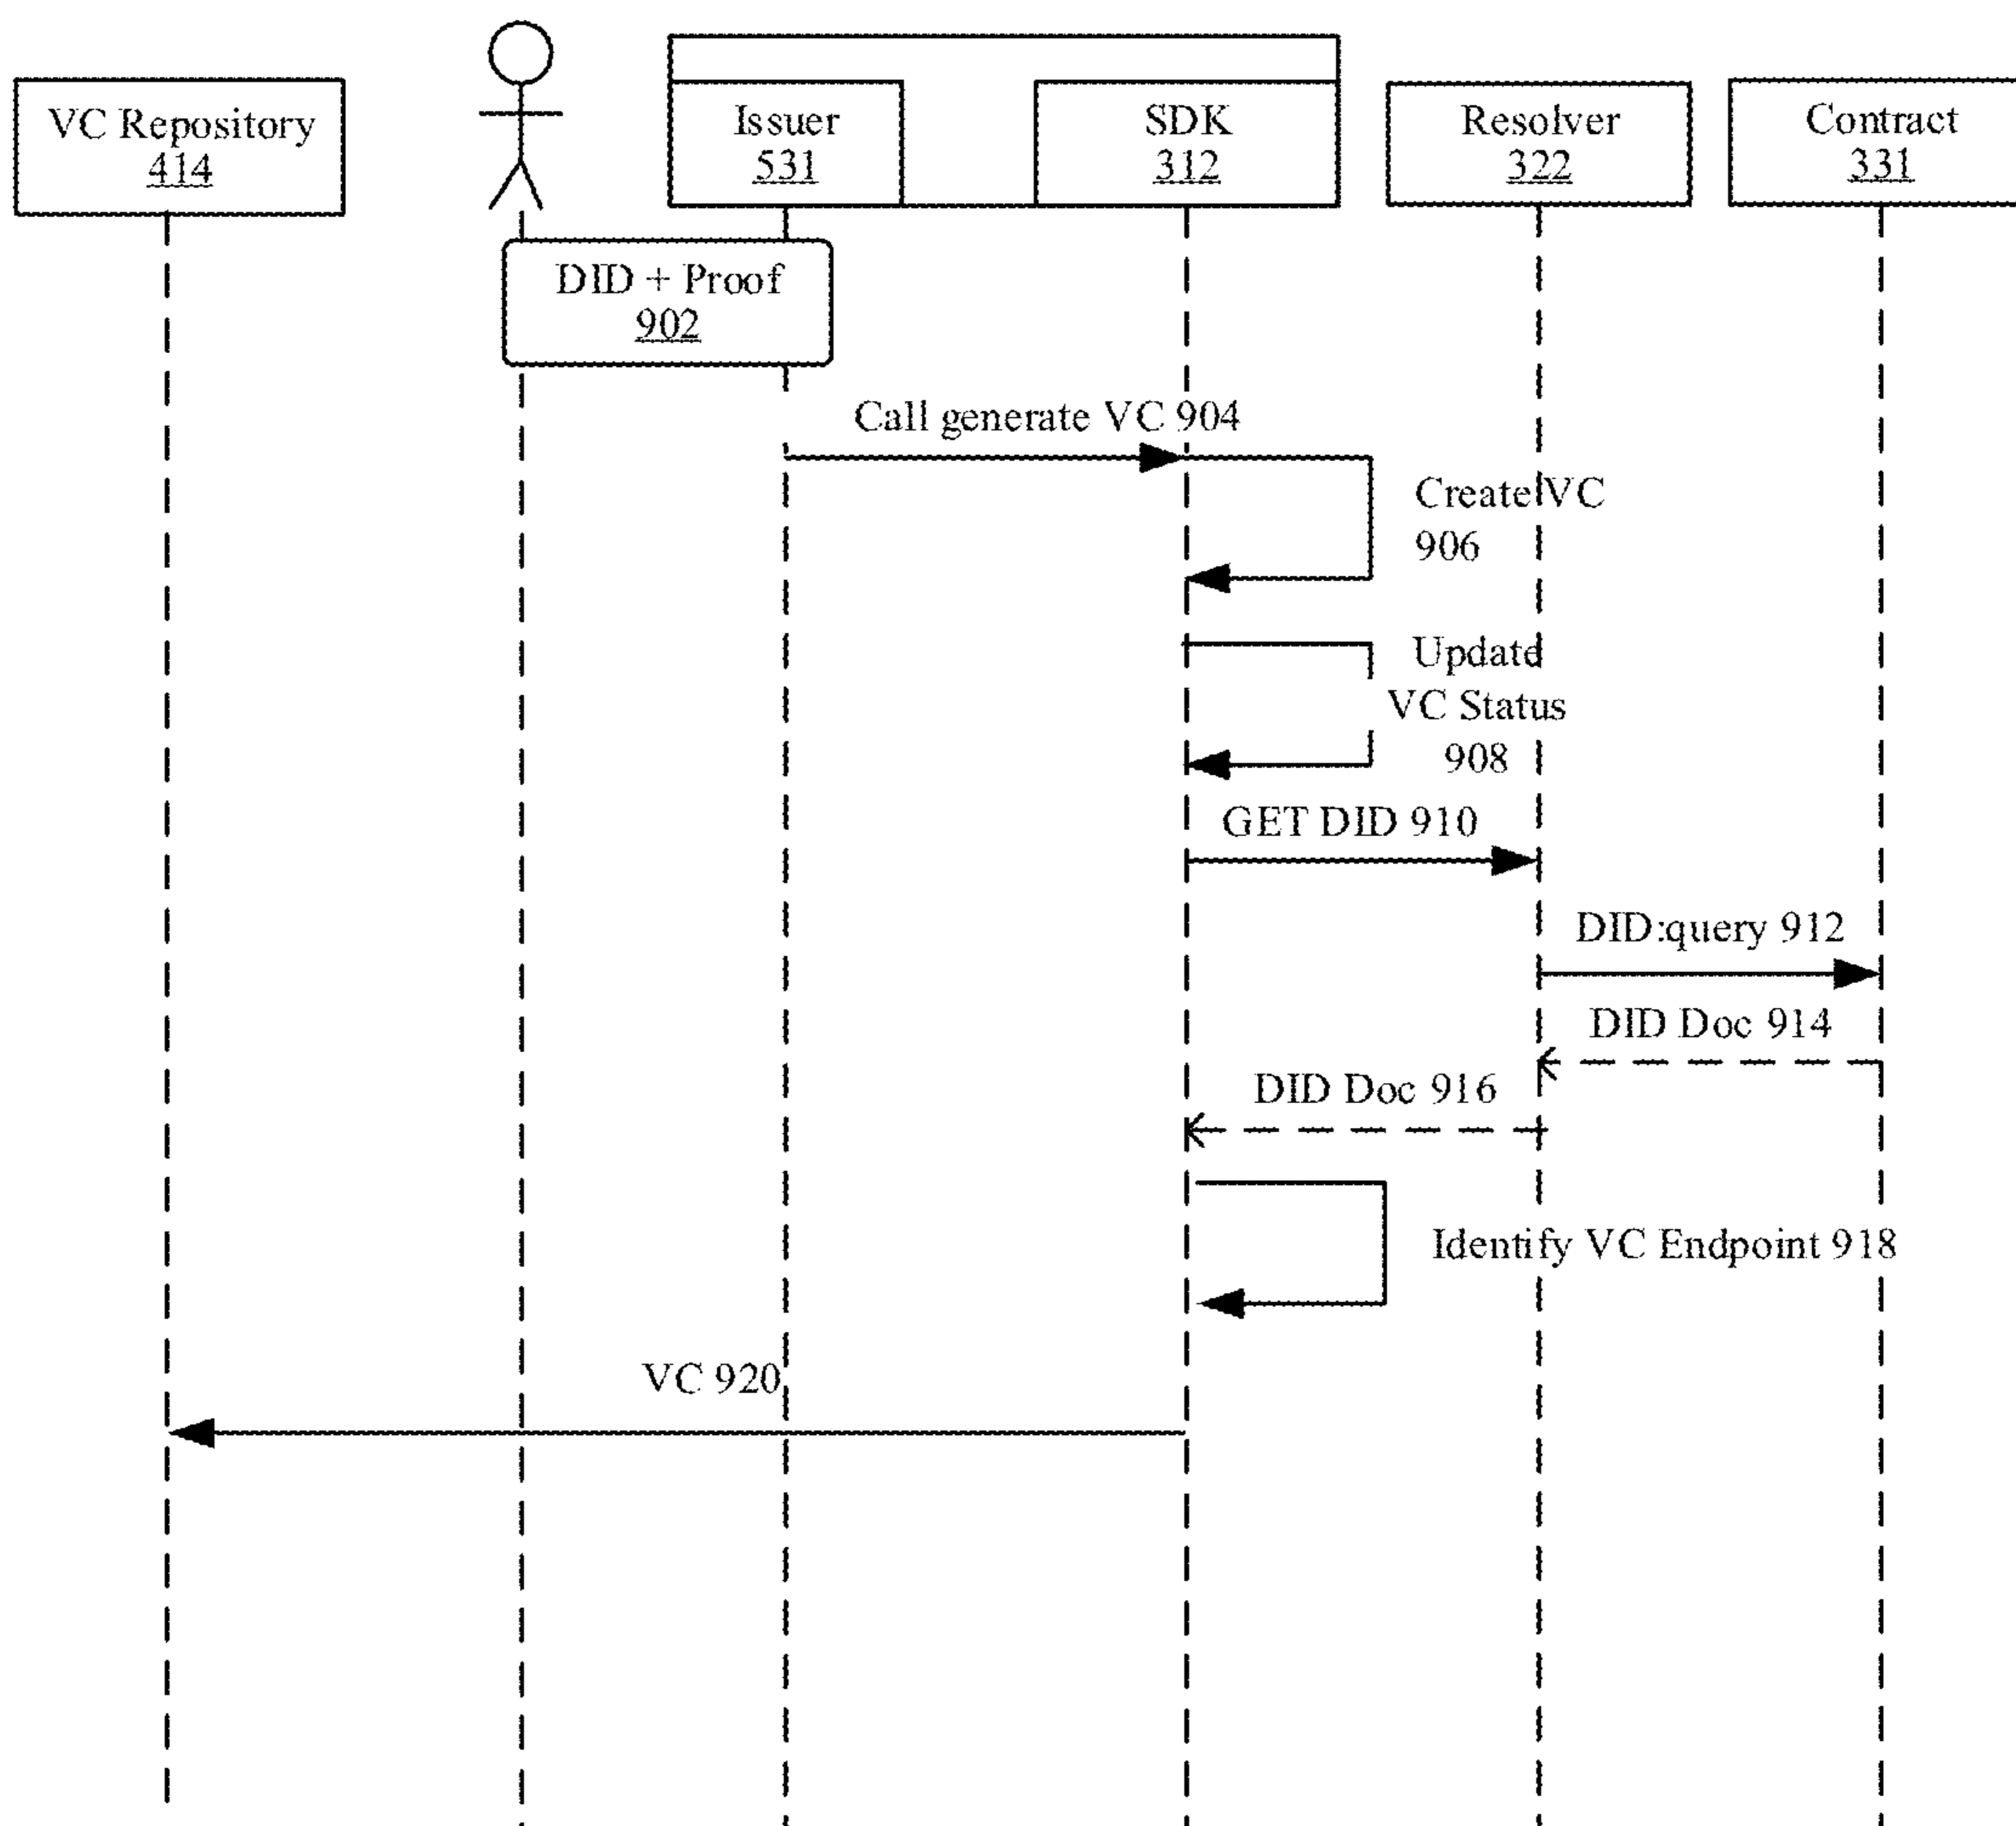 VC Repository
414
Issuer
531
SDK
312
Resolver
322
Contract
331
DID + Proof
902
Call generate VC 904
Create VC
906
Update
VC Status
908
GET DID 910
DID:query 912
DID Doc 914
DID Doc 916
Identify VC Endpoint 918
VC 920